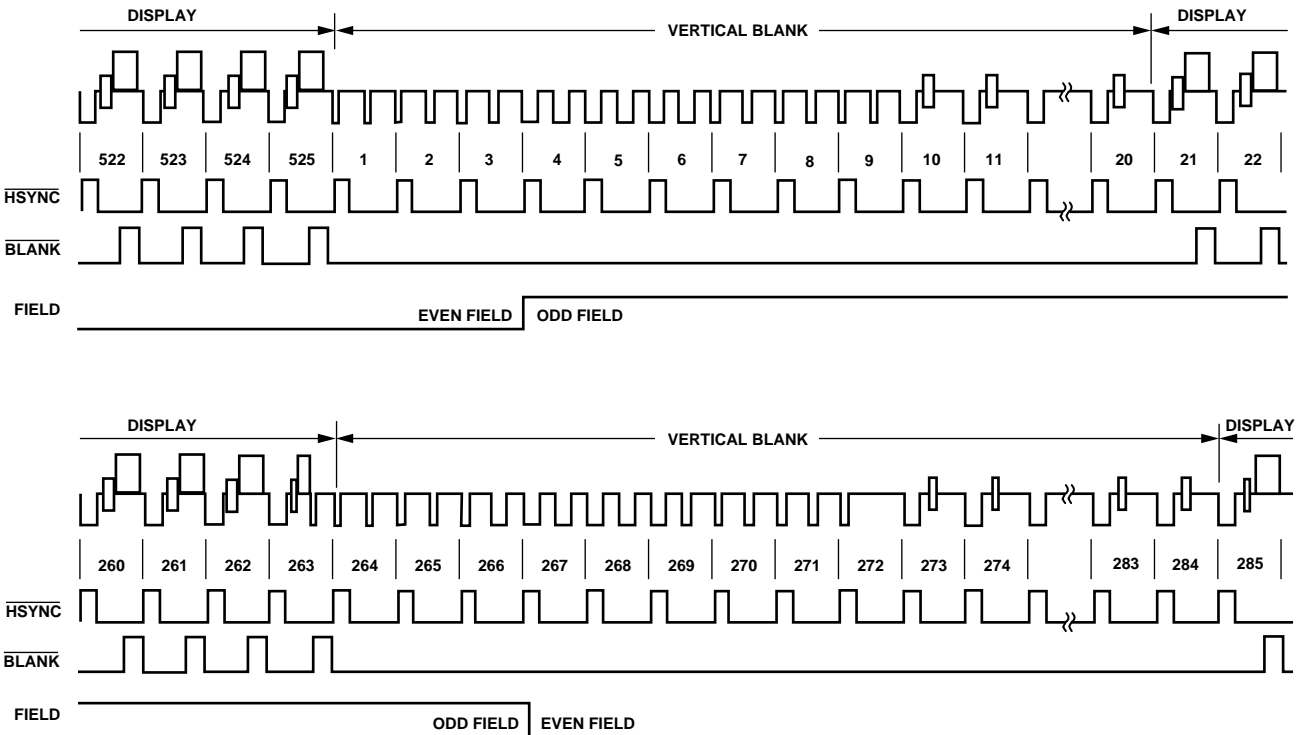 DISPLAY VERTICAL BLANK DISPLAY
522 523 524 525 1 2 3 4 5 6 7 8 9 10 11 20 21 22
HSYNC
BLANK
FIELD EVEN FIELD ODD FIELD
DISPLAY VERTICAL BLANK DISPLAY
260 261 262 263 264 265 266 267 268 269 270 271 272 273 274 283 284 285
HSYNC
BLANK
FIELD ODD FIELD EVEN FIELD